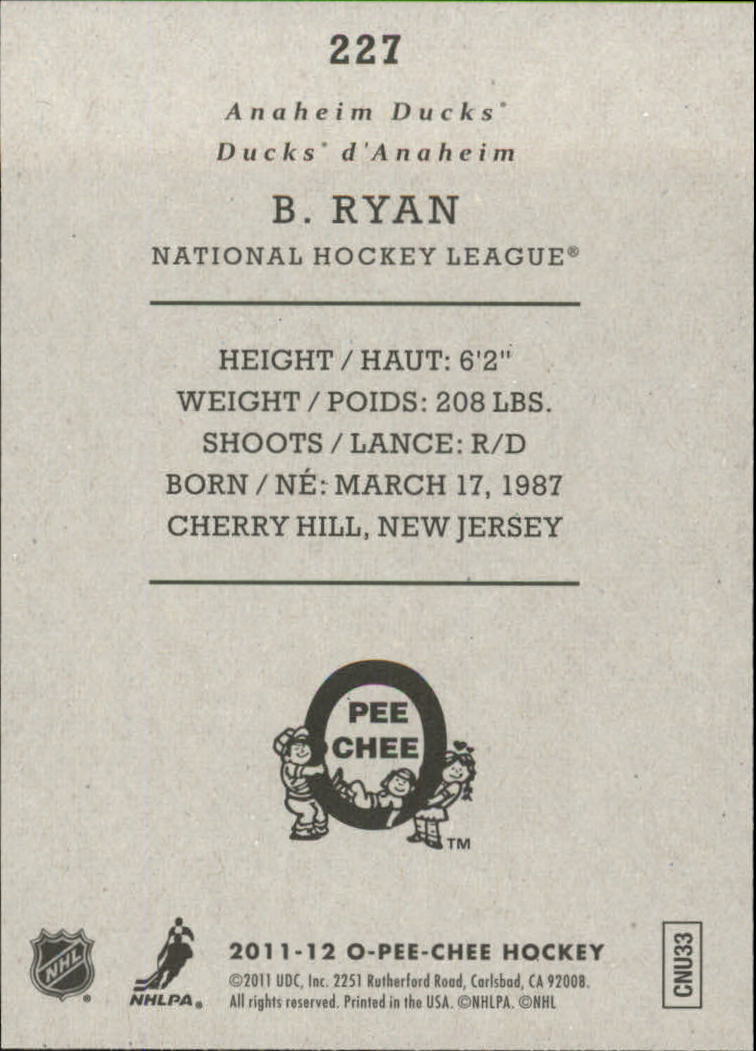 227
Anaheim Ducks*
Ducks* d'Anaheim
B. RYAN
NATIONAL HOCKEY LEAGUE®
HEIGHT / HAUT: 6'2"
WEIGHT / POIDS: 208 LBS.
SHOOTS / LANCE: R/D
BORN / NÉ: MARCH 17, 1987
CHERRY HILL, NEW JERSEY
O
PEE
CHEE
TM
NHL®
NHLPA®
2011-12 O-PEE-CHEE HOCKEY
©2011 UDC, Inc. 2251 Rutherford Road, Carlsbad, CA 92008.
All rights reserved. Printed in the USA. ©NHLPA. ©NHL
CNU33